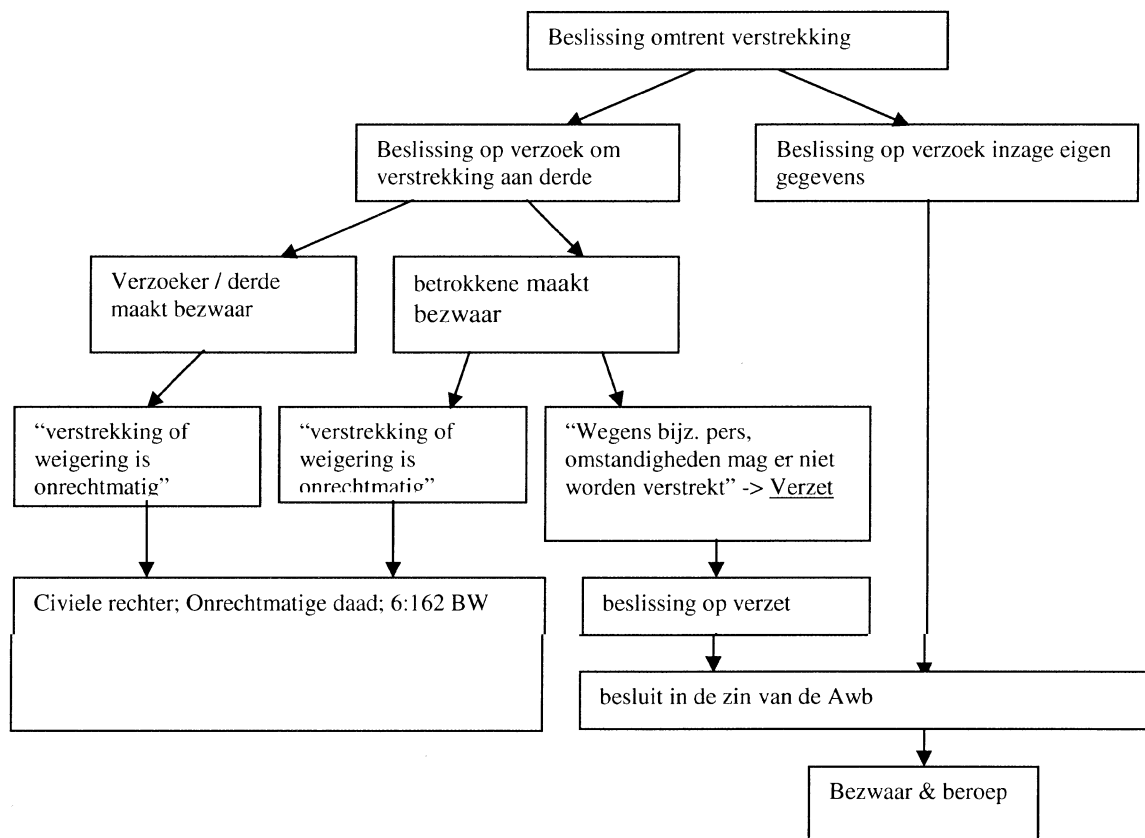 Beslissing omtrent verstrekking
Beslissing op verzoek om
verstrekking aan derde
Beslissing op verzoek inzage eigen
gegevens
Verzoeker / derde
maakt bezwaar
betrokkene maakt
bezwaar
“verstrekking of
weigering is
onrechtmatig”
“verstrekking of
weigering is
onrechtmatig”
“Wegens bijz. pers,
omstandigheden mag er niet
worden verstrekt” -> Verzet
Civiele rechter; Onrechtmatige daad; 6:162 BW
beslissing op verzet
besluit in de zin van de Awb
Bezwaar & beroep